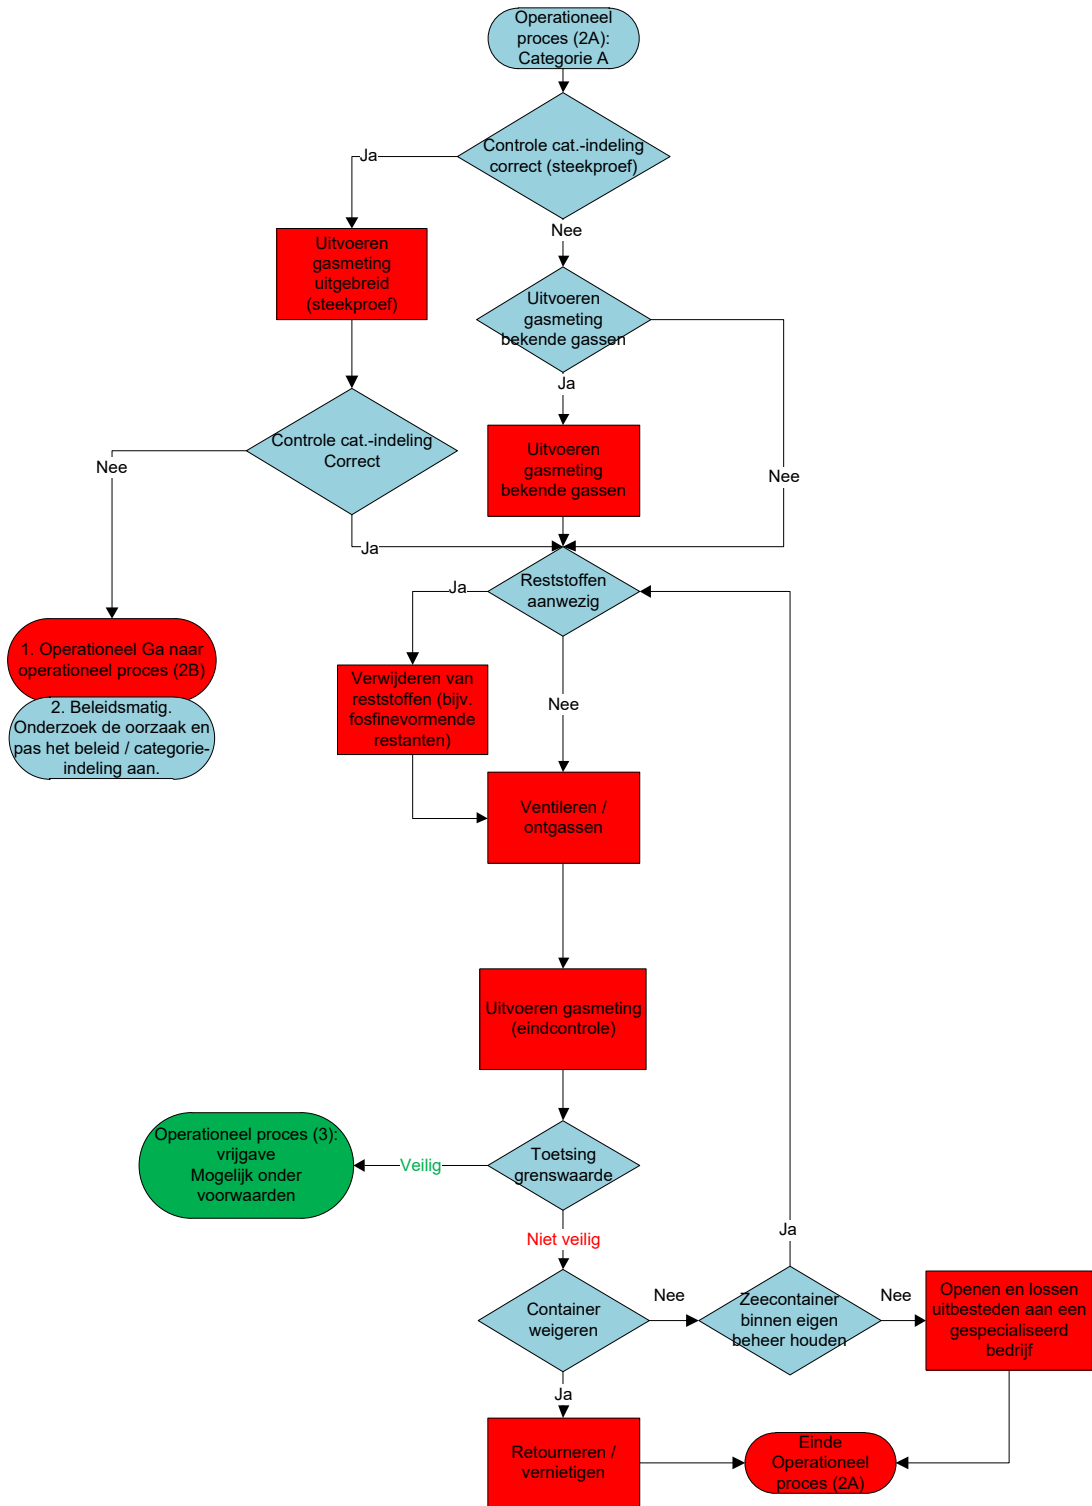 Operationeel
proces (2A):
Categorie A
Controle cat.-indeling
correct (steekproef)
Ja
Nee
Uitvoeren
gasmeting
uitgebreid
(steekproef)
Uitvoeren
gasmeting
bekende gassen
Ja
Nee
Controle cat.-indeling
Correct
Nee
Ja
Uitvoeren
gasmeting
bekende gassen
Reststoffen
aanwezig
Ja
Nee
1. Operationeel Ga naar
operationeel proces (2B)
2. Beleidsmatig.
Onderzoek de oorzaak en
pas het beleid / categorie-
indeling aan.
Verwijderen van
reststoffen (bijv.
fosfinevormende
restanten)
Ventileren /
ontgassen
Uitvoeren gasmeting
(eindcontrole)
Toetsing
grenswaarde
Veilig
Operationeel proces (3):
vrijgave
Mogelijk onder
voorwaarden
Niet veilig
Container
weigeren
Nee
Zeecontainer
binnen eigen
beheer houden
Ja
Nee
Openen en lossen
uitbesteden aan een
gespecialiseerd
bedrijf
Ja
Retourneren /
vernietigen
Einde
Operationeel
proces (2A)